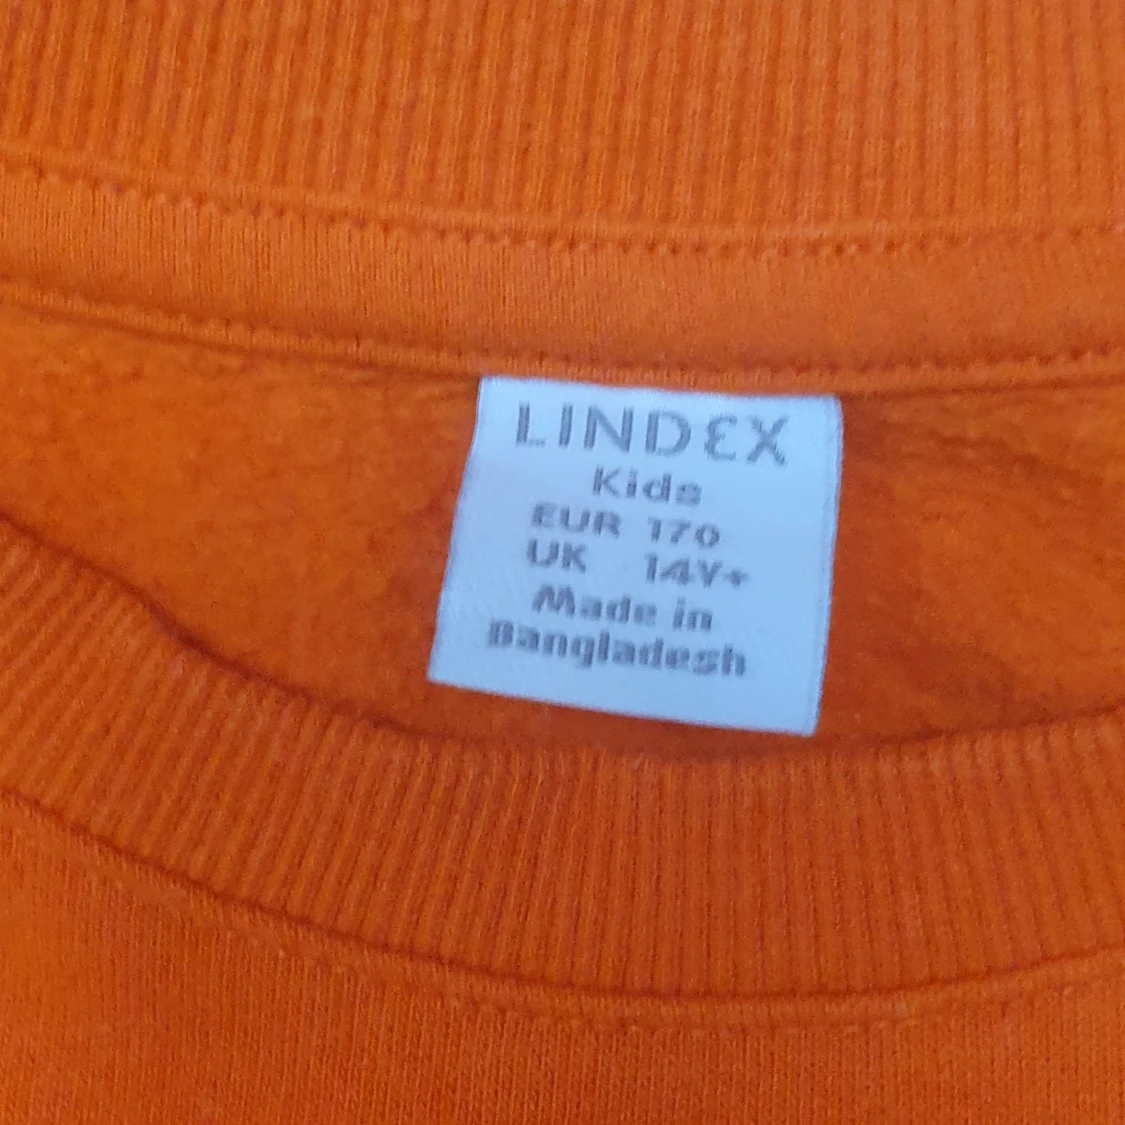 LINDEX
Kids
EUR 170
UK 14Y+
Made in
Bangladesh